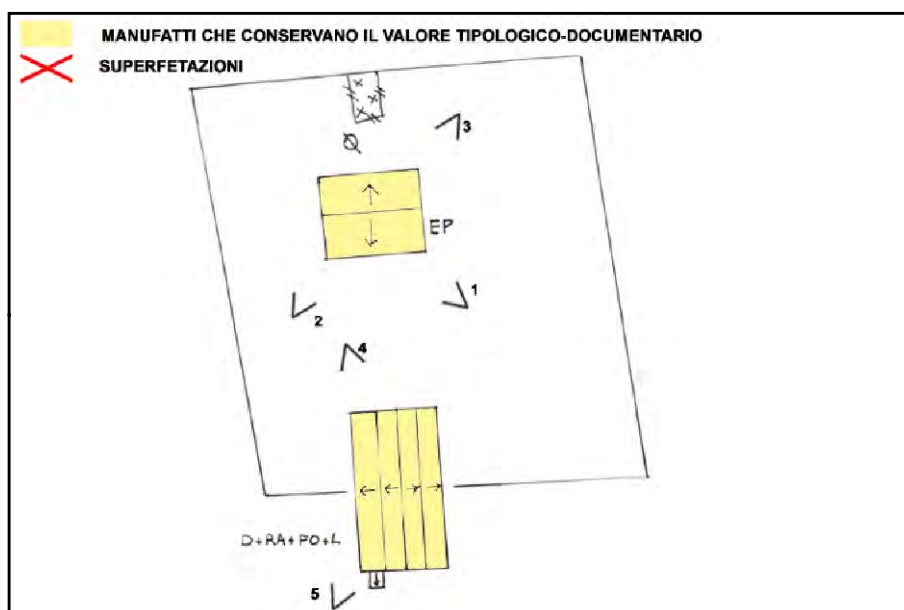 MANUFATTI CHE CONSERVANO IL VALORE TIPOLOGICO-DOCUMENTARIO
SUPERFETAZIONI
3
EP
1
2
4
D+RA+PO+L
5